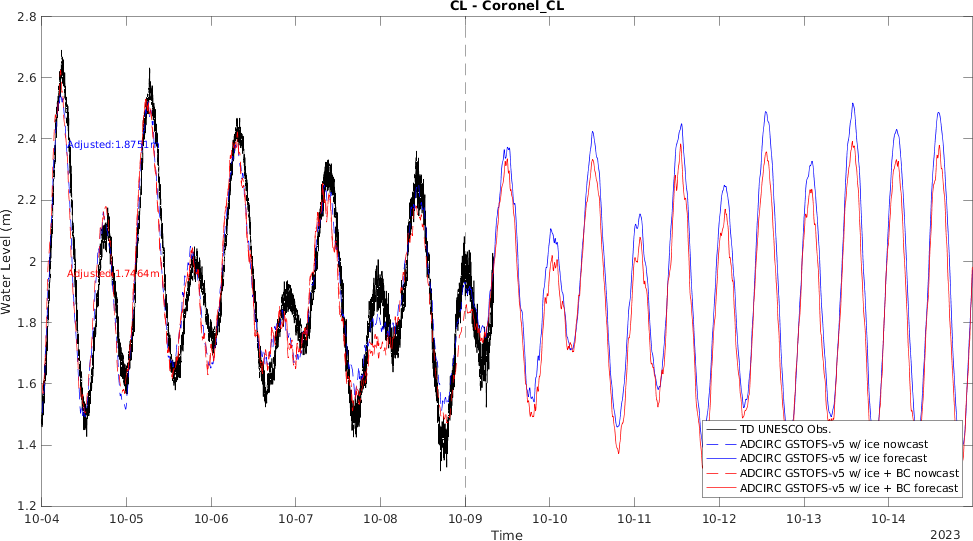 CL - Coronel_CL
2.8
2.6
2.4
2.2
2
1.8
1.6
1.4
1.2
Water Level (m)
Adjusted:1.8751m
Adjusted:1.7464m
TD UNESCO Obs.
ADCIRC GSTOFS-v5 w/ ice nowcast
ADCIRC GSTOFS-v5 w/ ice forecast
ADCIRC GSTOFS-v5 w/ ice + BC nowcast
ADCIRC GSTOFS-v5 w/ ice + BC forecast
10-04 10-05 10-06 10-07 10-08 10-09 10-10 10-11 10-12 10-13 10-14
Time
2023